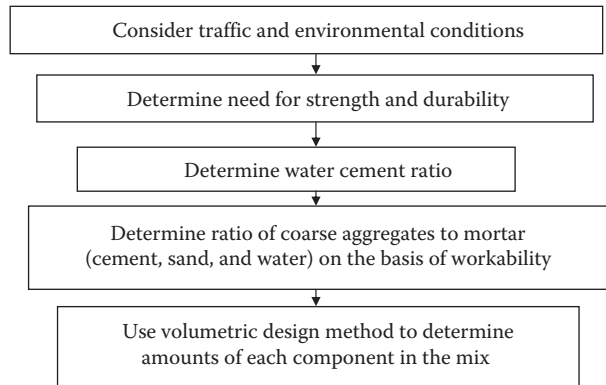 Consider traffic and environmental conditions
Determine need for strength and durability
Determine water cement ratio
Determine ratio of coarse aggregates to mortar
(cement, sand, and water) on the basis of workability
Use volumetric design method to determine
amounts of each component in the mix